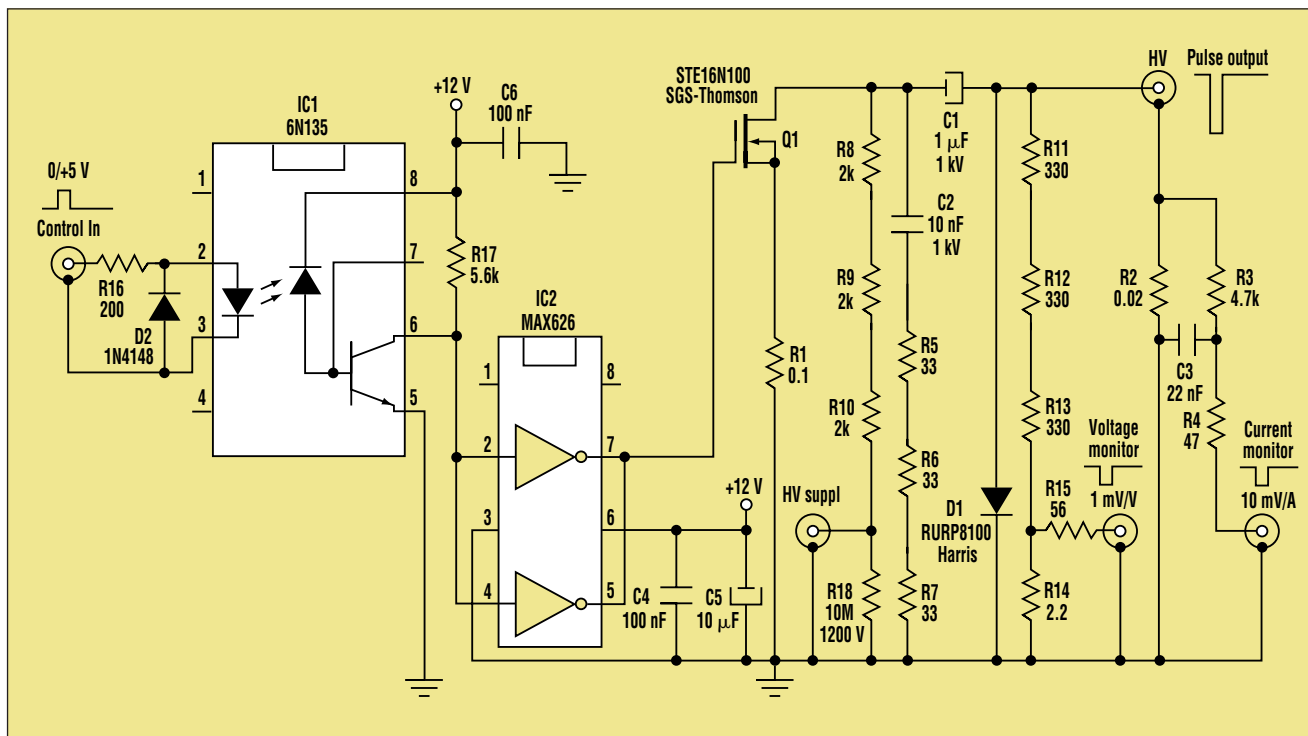 STE16N100
SGS-Thomson
HV
Pulse output
+12 V
C6
100 nF
IC1
6N135
0/+5 V
Control In
1
2
3
4
8
7
6
5
R16
200
D2
1N4148
R17
5.6k
IC2
MAX626
1
2
3
4
8
7
6
5
+12 V
C4
100 nF
C5
10 µF
Q1
R1
0.1
R8
2k
R9
2k
R10
2k
HV suppl
R18
10M
1200 V
C1
1 µF
1 kV
C2
10 nF
1 kV
R5
33
R6
33
R7
33
D1
RURP8100
Harris
R11
330
R12
330
R13
330
R14
2.2
R15
56
Voltage
monitor
1 mV/V
R2
0.02
R3
4.7k
C3
22 nF
R4
47
Current
monitor
10 mV/A